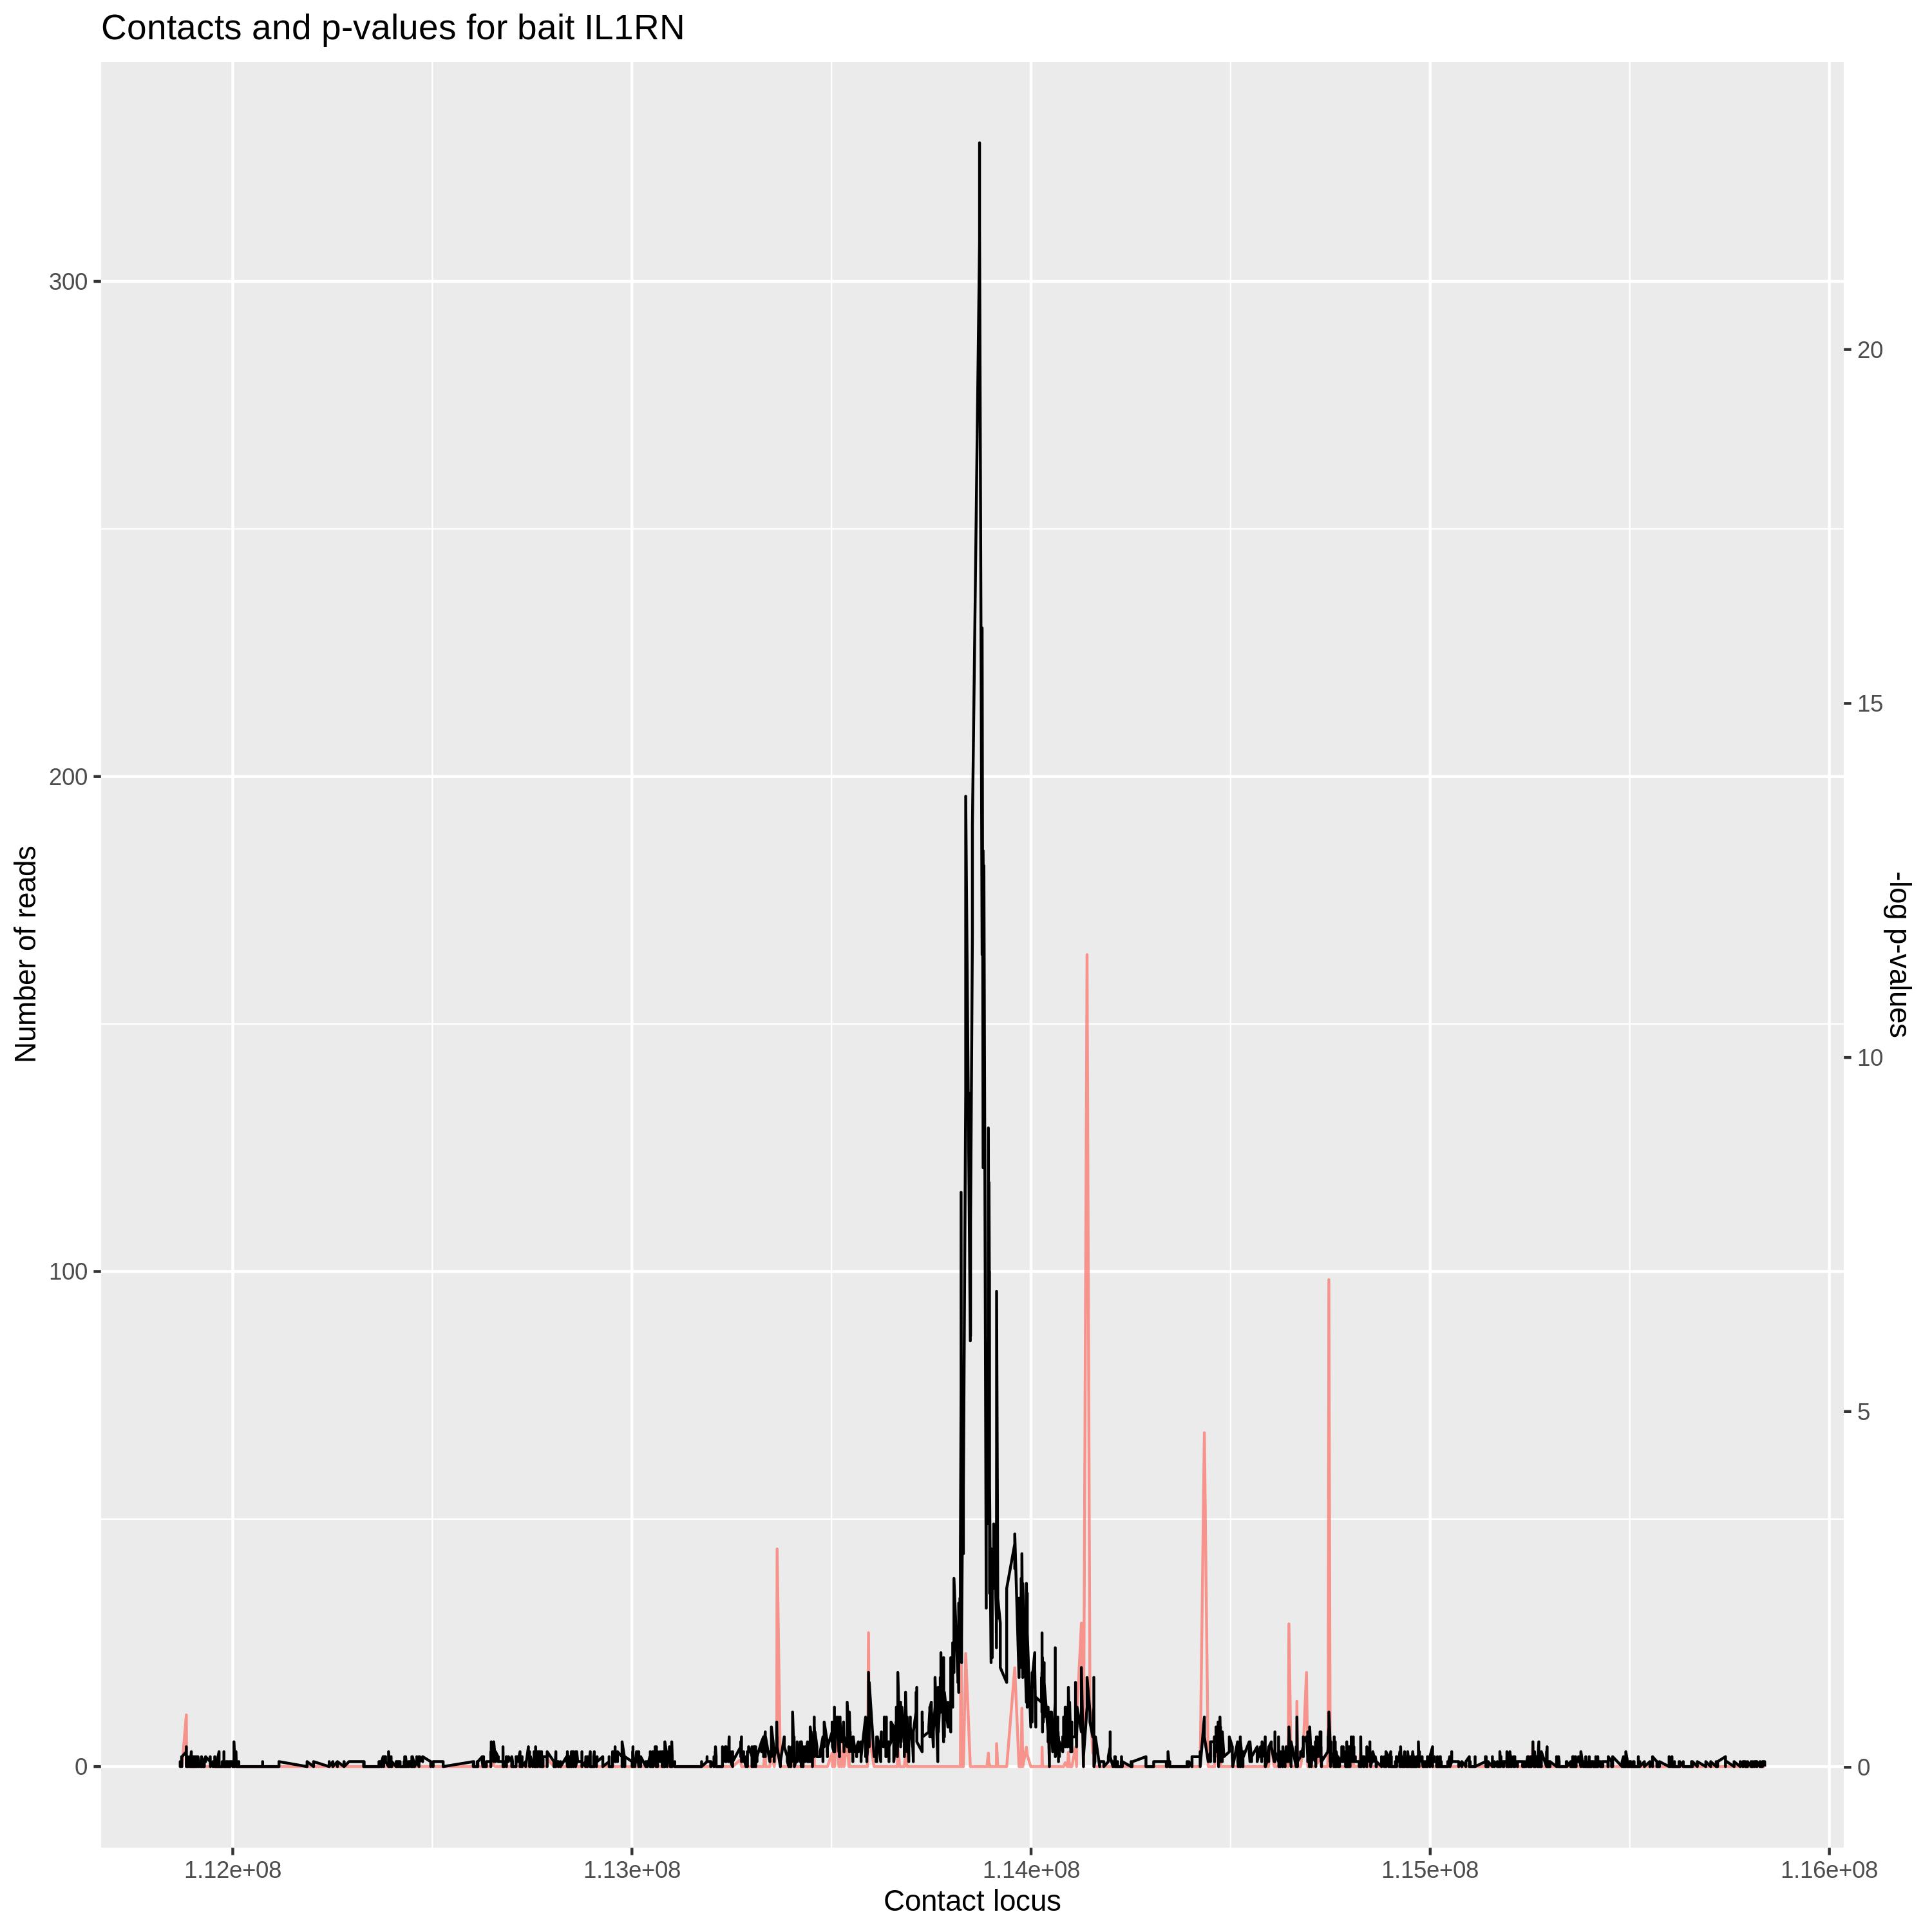 Contacts and p-values for bait IL1RN
300
200
100
0
Number of reads
20
15
10
5
0
-log p-values
1.12e+08
1.13e+08
1.14e+08
1.15e+08
1.16e+08
Contact locus